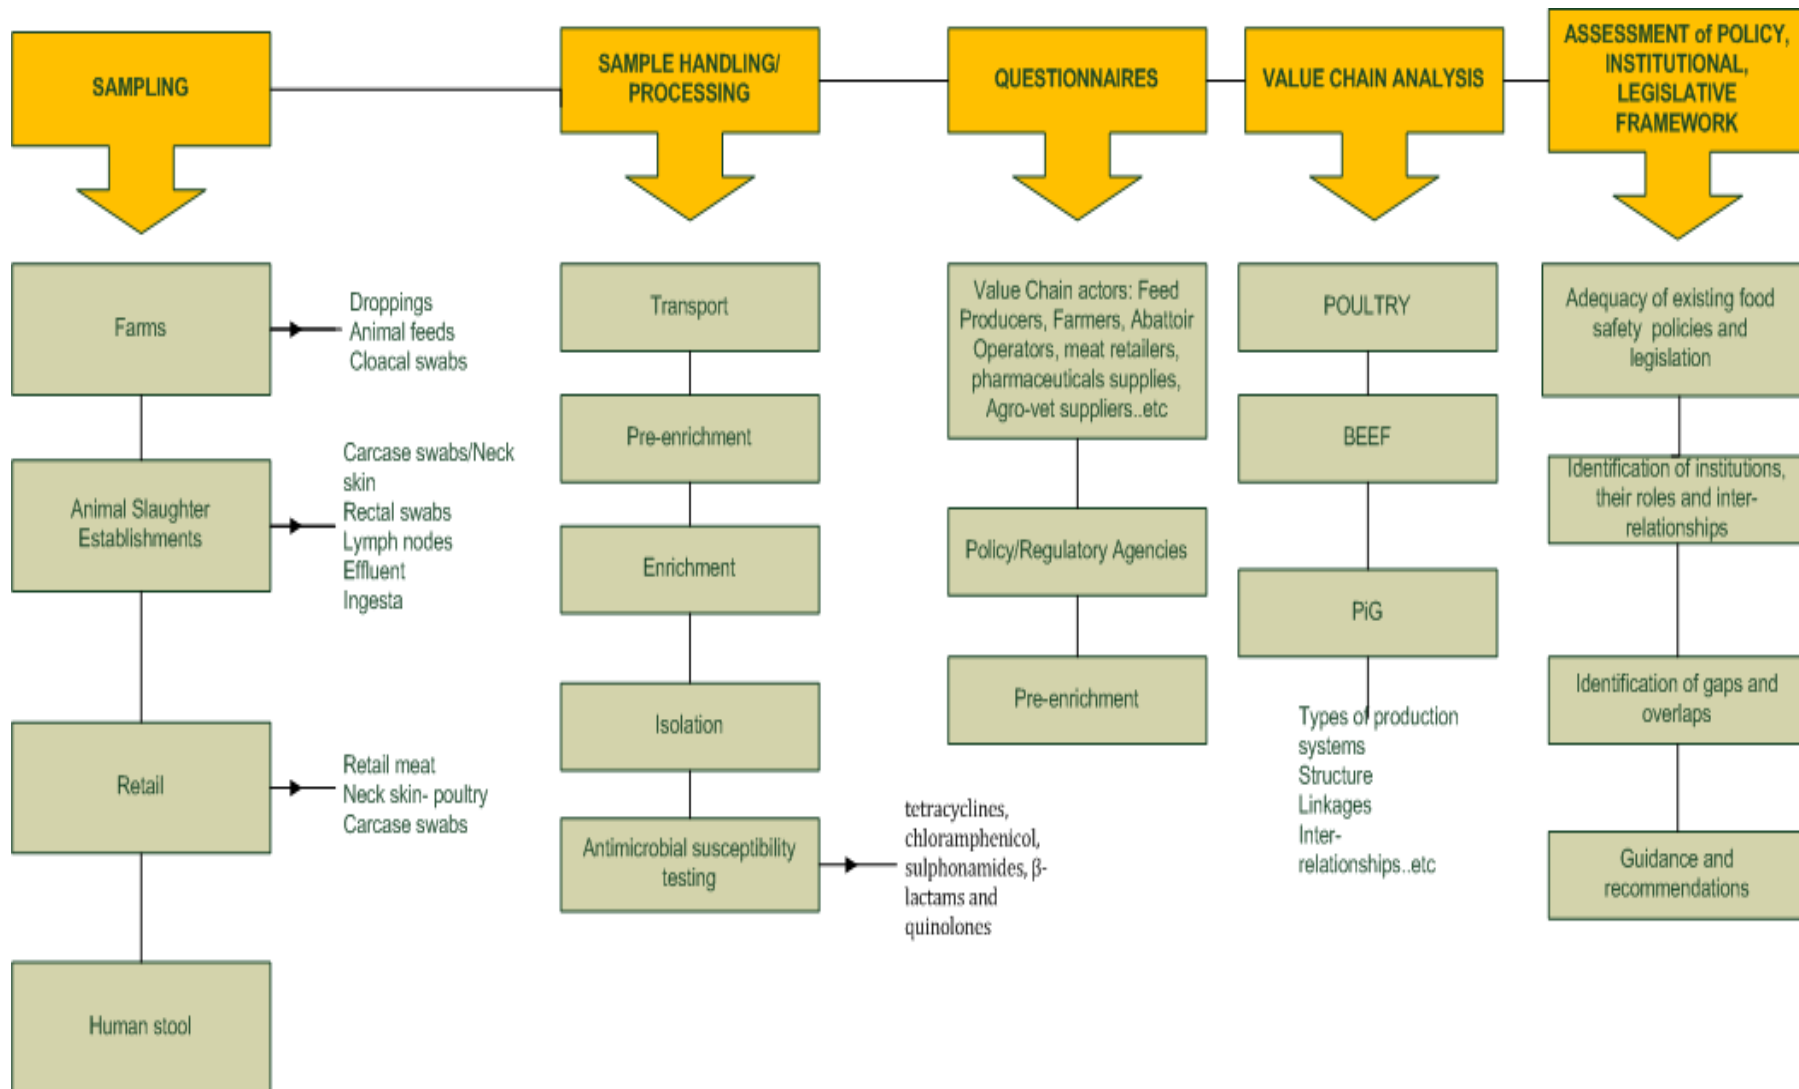 SAMPLING
SAMPLE HANDLING/
PROCESSING
QUESTIONNAIRES
VALUE CHAIN ANALYSIS
ASSESSMENT of POLICY,
INSTITUTIONAL,
LEGISLATIVE
FRAMEWORK
Farms
Droppings
Animal feeds
Cloacal swabs
Animal Slaughter
Establishments
Carcase swabs/Neck
skin
Rectal swabs
Lymph nodes
Effluent
Ingesta
Retail
Retail meat
Neck skin- poultry
Carcase swabs
Human stool
Transport
Pre-enrichment
Enrichment
Isolation
Antimicrobial susceptibility
testing
tetracyclines,
chloramphenicol,
sulphonamides, β-
lactams and
quinolones
Value Chain actors: Feed
Producers, Farmers, Abattoir
Operators, meat retailers,
pharmaceuticals supplies,
Agro-vet suppliers..etc
Policy/Regulatory Agencies
Pre-enrichment
POULTRY
BEEF
PiG
Types of production
systems
Structure
Linkages
Inter-
relationships..etc
Adequacy of existing food
safety policies and
legislation
Identification of institutions,
their roles and inter-
relationships
Identification of gaps and
overlaps
Guidance and
recommendations